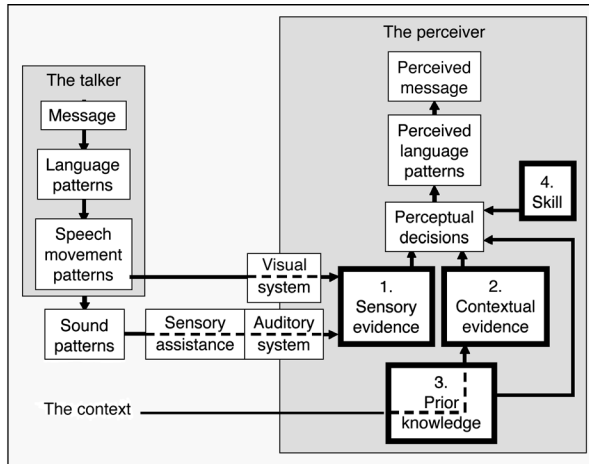 The perceiver
The talker
Message
Language
patterns
Speech
movement
patterns
Sound
patterns
Sensory
assistance
Visual
system
Auditory
system
Perceived
message
Perceived
language
patterns
Perceptual
decisions
4.
Skill
1.
Sensory
evidence
2.
Contextual
evidence
3.
Prior
knowledge
The context